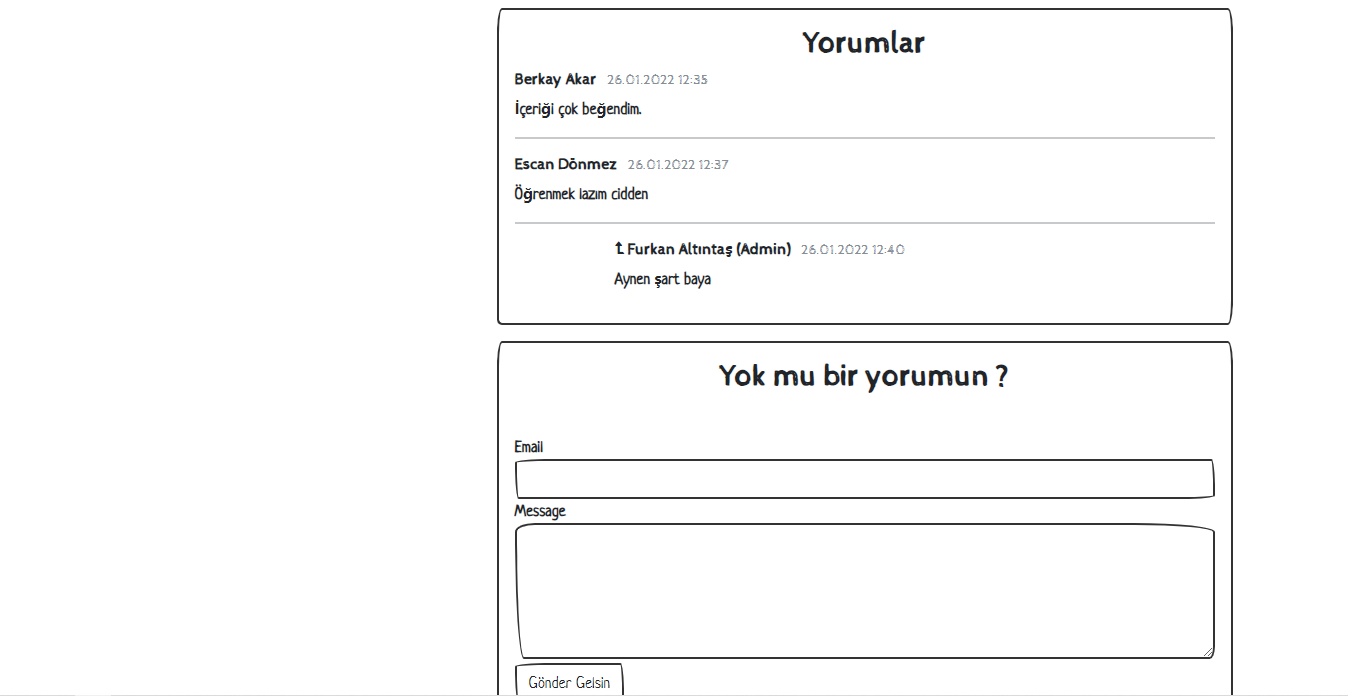 Yorumlar
Berkay Akar 26.01.2022 12:35
İçeriği çok beğendim.
Escan Dönmez 26.01.2022 12:37
Öğrenmek lazım cidden
Furkan Altıntaş (Admin) 26.01.2022 12:40
Aynen şart baya
Yok mu bir yorumun ?
Email
Message
Gönder Gelsin